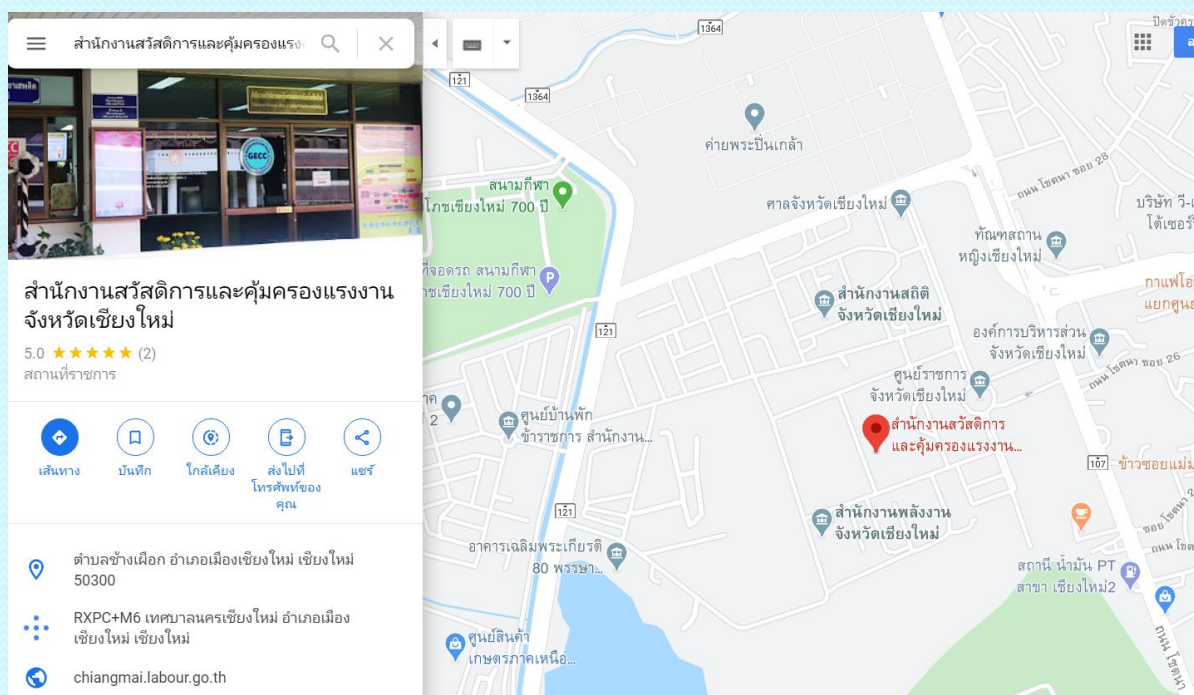 สำนักงานสวัสดิการและคุ้มครองแรง
GECC
สำนักงานสวัสดิการและคุ้มครองแรงงาน
จังหวัดเชียงใหม่
5.0 ★★★★★ (2)
สถานที่ราชการ
เส้นทาง
บันทึก
ใกล้เคียง
ส่งไปที่
โทรศัพท์ของ
คุณ
แชร์
ตำบลช้างเผือก อำเภอเมืองเชียงใหม่ เชียงใหม่
50300
RXPC+M6 เทศบาลนครเชียงใหม่ อำเภอเมือง
เชียงใหม่ เชียงใหม่
chiangmai.labour.go.th
1364
121
1364
ค่ายพระปิ่นเกล้า
สนามกีฬา
โภชเชียงใหม่ 700 ปี
ศาลจังหวัดเชียงใหม่
ถนน โชตนา ซอย 28
บริษัท วี-
โต้เซอร์
ทัณฑสถาน
หญิงเชียงใหม่
ที่จอดรถ สนามกีฬา
ชเชียงใหม่ 700 ปี
กาแฟโอ
แยกศูนย
สำนักงานสถิติ
จังหวัดเชียงใหม่
121
องค์การบริหารส่วน
จังหวัดเชียงใหม่
ซอย 26
ศูนย์ราชการ
จังหวัดเชียงใหม่
ค
2
ศูนย์บ้านพัก
ข้าราชการ สำนักงาน...
สำนักงานสวัสดิการ
และคุ้มครองแรงงาน...
107
ข้าวซอยแม่
121
สำนักงานพลังงาน
จังหวัดเชียงใหม่
อาคารเฉลิมพระเกียรติ
80 พรรษา...
สถานี น้ำมัน PT
สาขา เชียงใหม่2
ศูนย์สินค้า
เกษตรภาคเหนือ...
ถนน โชตนา